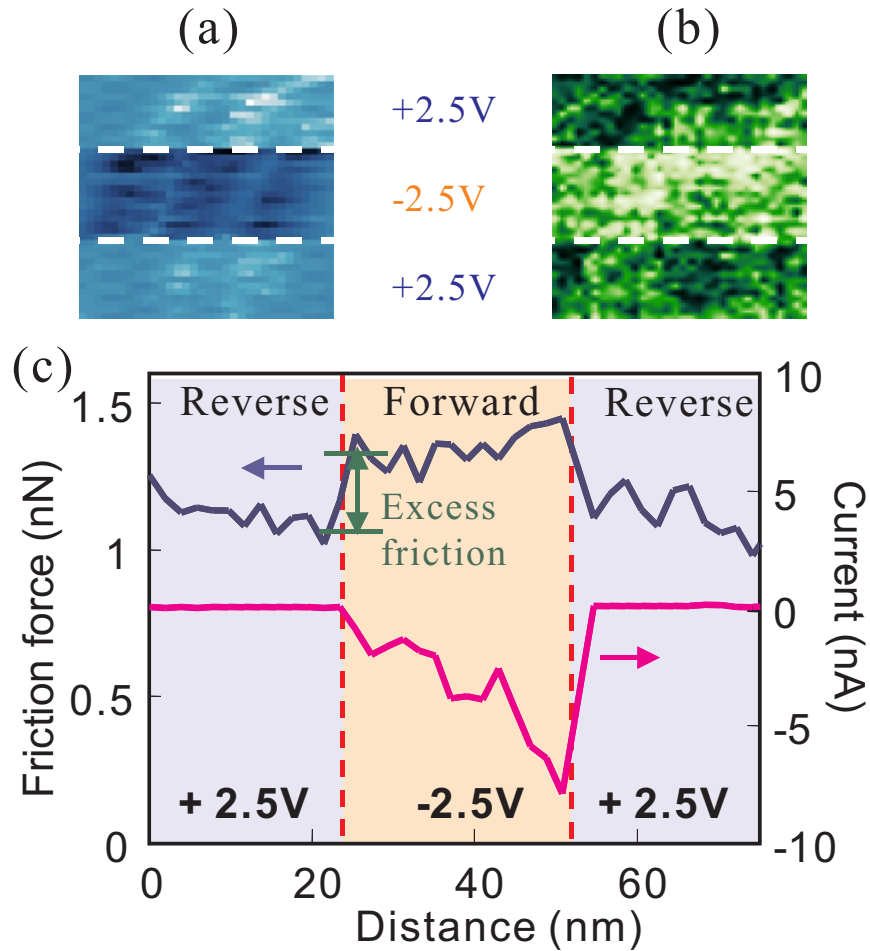 (a)
(b)
+2.5V
-2.5V
+2.5V
(c)
Reverse
Forward
Reverse
Excess
friction
+ 2.5V
-2.5V
+ 2.5V
1.5
1
0.5
0
Friction force (nN)
10
5
0
-5
-10
Current (nA)
0
20
40
60
Distance (nm)